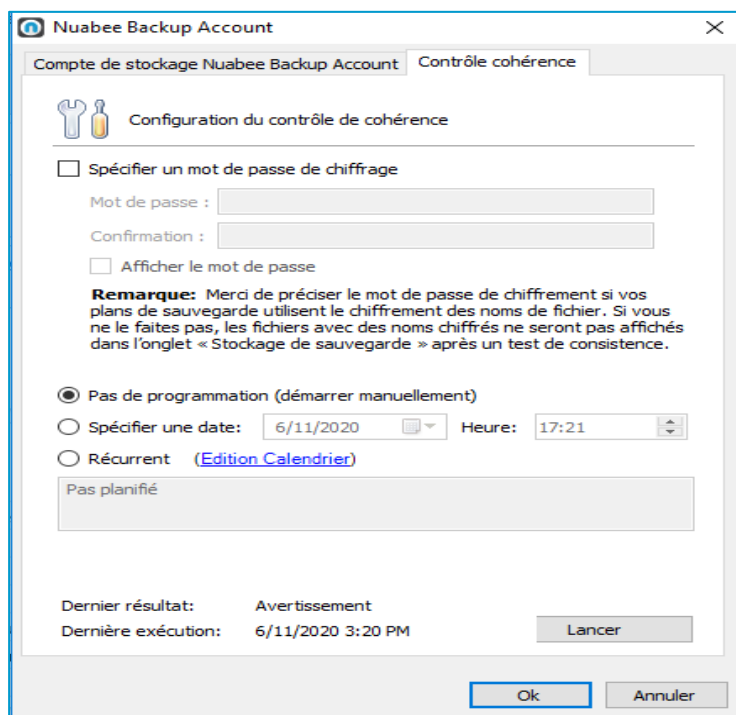 Nuabee Backup Account
Compte de stockage Nuabee Backup Account Contrôle cohérence
Configuration du contrôle de cohérence
Spécifier un mot de passe de chiffrage
Mot de passe :
Confirmation :
Afficher le mot de passe
Remarque: Merci de préciser le mot de passe de chiffrement si vos
plans de sauvegarde utilisent le chiffrement des noms de fichier. Si vous
ne le faites pas, les fichiers avec des noms chiffrés ne seront pas affichés
dans l'onglet « Stockage de sauvegarde » après un test de consistence.
Pas de programmation (démarrer manuellement)
Spécifier une date: 6/11/2020 Heure: 17:21
Récurrent (Edition Calendrier)
Pas planifié
Dernier résultat: Avertissement
Dernière exécution: 6/11/2020 3:20 PM Lancer
Ok Annuler